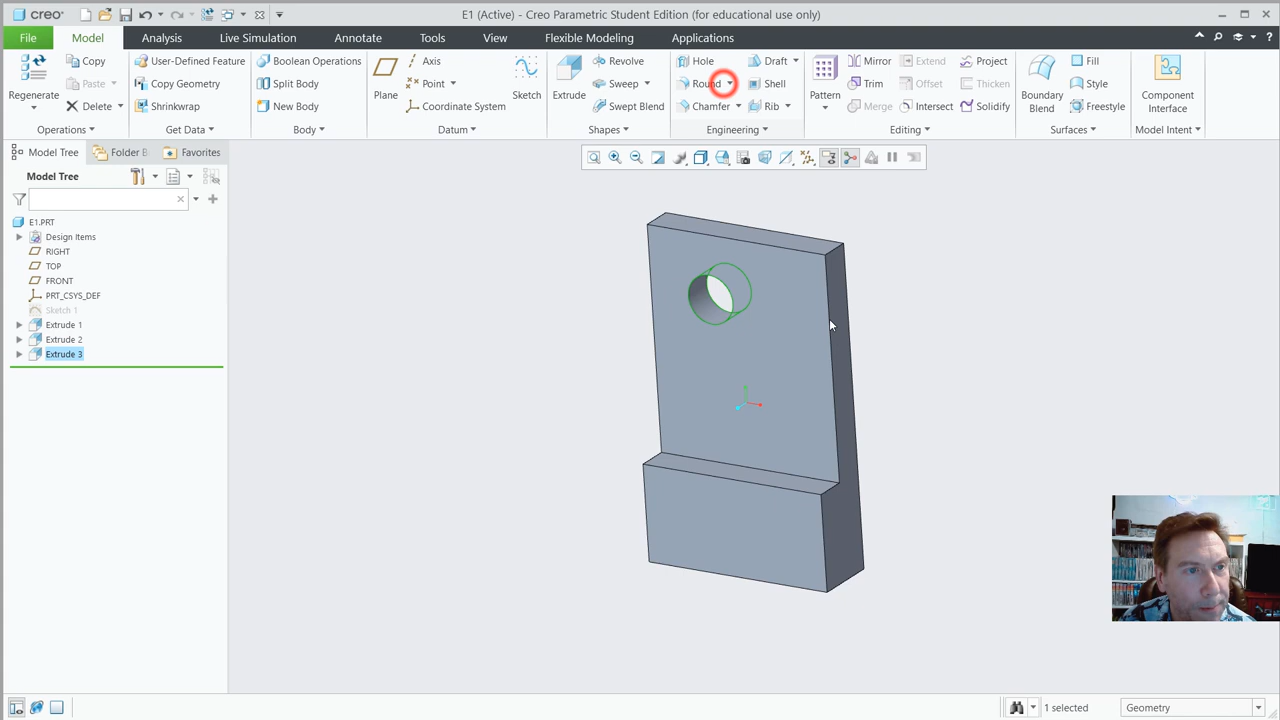 creo E1 (Active) - Creo Parametric Student Edition (for educational use only)
File Model Analysis Live Simulation Annotate Tools View Flexible Modeling Applications
Regenerate
Copy
Paste
Delete
Operations
User-Defined Feature
Copy Geometry
Shrinkwrap
Get Data
Boolean Operations
Split Body
New Body
Body
Plane
Axis
Point
Coordinate System
Sketch
Datum
Extrude
Revolve
Sweep
Swept Blend
Shapes
Hole
Round
Chamfer
Draft
Shell
Rib
Engineering
Pattern
Mirror
Trim
Merge
Extend
Offset
Intersect
Project
Thicken
Solidify
Editing
Boundary
Blend
Fill
Style
Freestyle
Surfaces
Component
Interface
Model Intent
Model Tree Folder B Favorites
Model Tree
E1.PRT
Design Items
RIGHT
TOP
FRONT
PRT_CSYS_DEF
Sketch 1
Extrude 1
Extrude 2
Extrude 3
1 selected Geometry